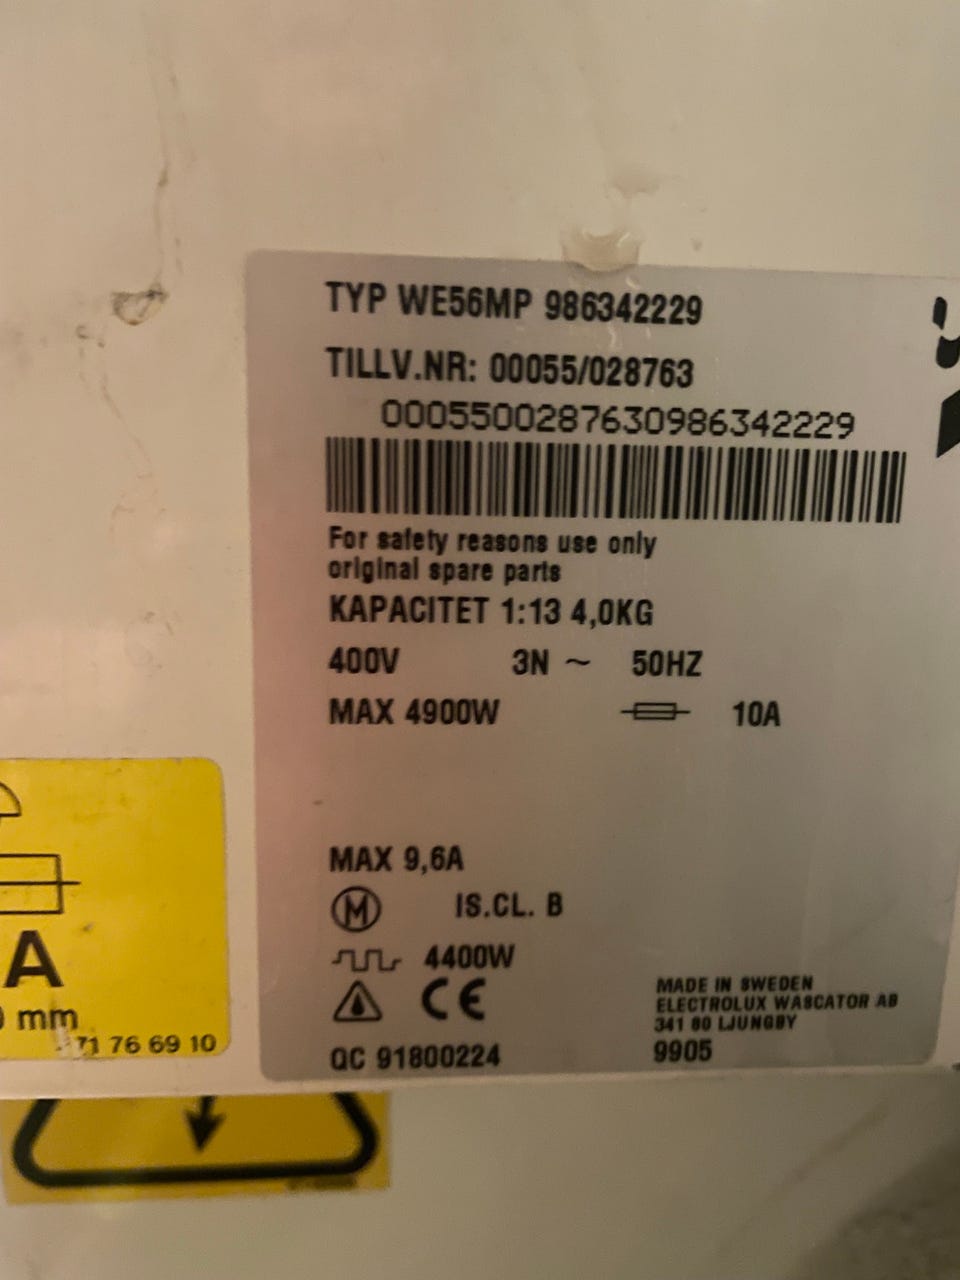 TYP WE56MP 986342229
TILLV.NR: 00055/028763
000550028763 0986342229
For safety reasons use only
original spare parts
KAPACITET 1:13 4,0KG
400V 3N ~ 50HZ
MAX 4900W 10A
MAX 9,6A
M IS.CL. B
4400W
CE
QC 91800224
MADE IN SWEDEN
ELECTROLUX WASCATOR AB
341 80 LJUNGBY
9905
A
mm
71 76 69 10